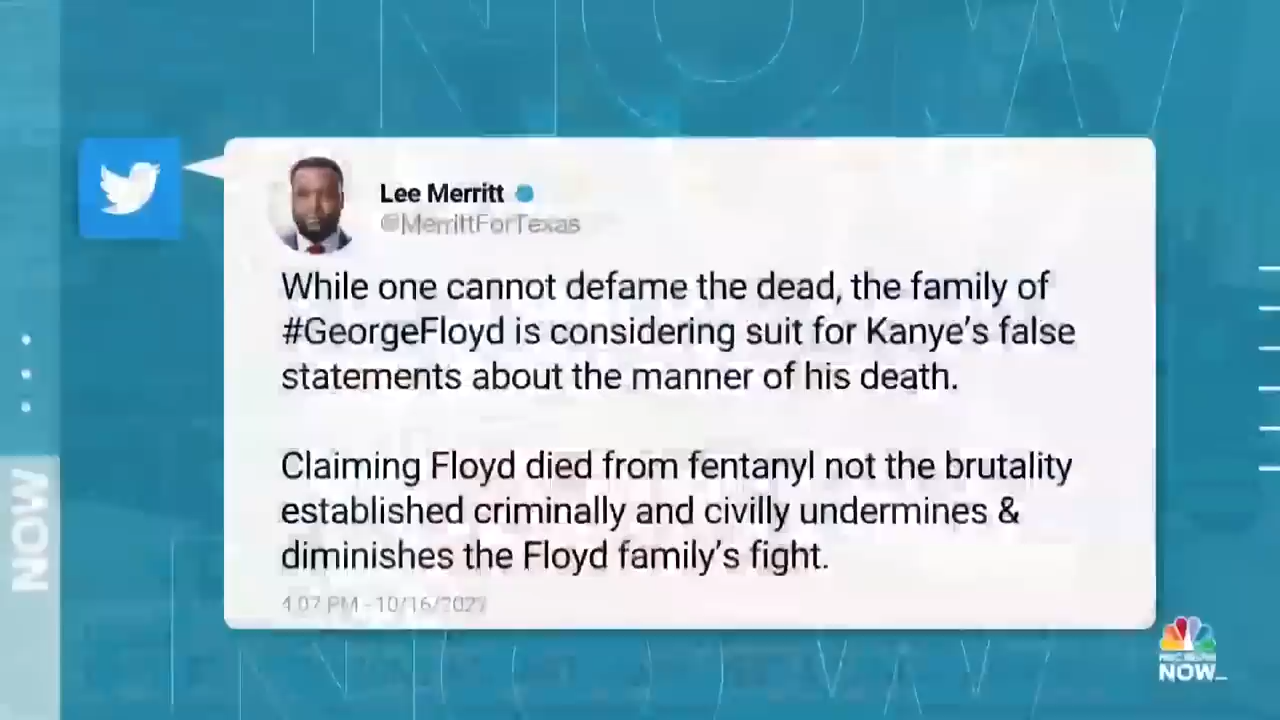 Lee Merritt
@MerrittForTexas
While one cannot defame the dead, the family of
#GeorgeFloyd is considering suit for Kanye's false
statements about the manner of his death.
Claiming Floyd died from fentanyl not the brutality
established criminally and civilly undermines &
diminishes the Floyd family's fight.
4:07 PM - 10/16/2022
NOW
NOW